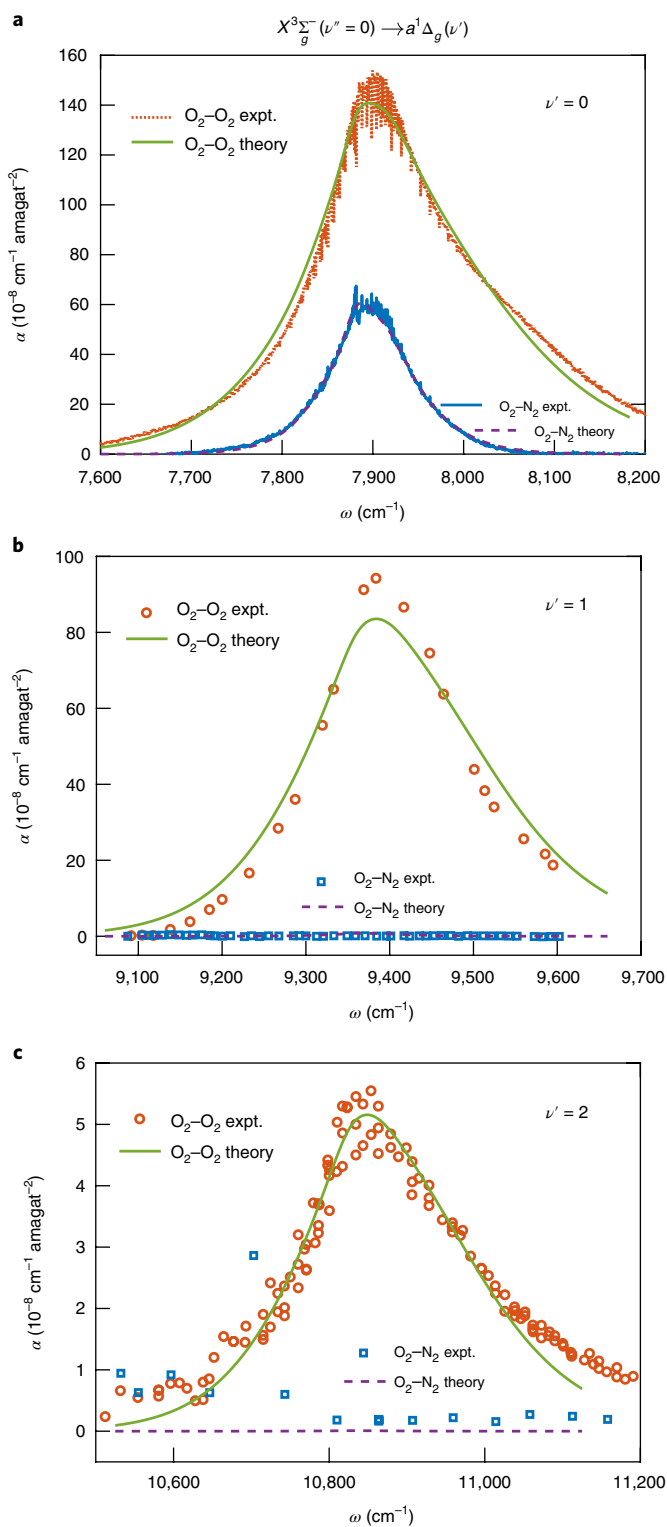 a
X³Σg⁻(ν″ = 0) →a¹Δg(ν′)
160
140
120
100
80
60
40
20
0
α (10⁻⁸ cm⁻¹ amagat⁻²)
O₂–O₂ expt.
O₂–O₂ theory
ν′ = 0
O₂–N₂ expt.
O₂–N₂ theory
7,600 7,700 7,800 7,900 8,000 8,100 8,200
ω (cm⁻¹)
b
100
80
60
40
20
0
α (10⁻⁸ cm⁻¹ amagat⁻²)
O₂–O₂ expt.
O₂–O₂ theory
ν′ = 1
O₂–N₂ expt.
O₂–N₂ theory
9,100 9,200 9,300 9,400 9,500 9,600 9,700
ω (cm⁻¹)
c
6
5
4
3
2
1
0
α (10⁻⁸ cm⁻¹ amagat⁻²)
O₂–O₂ expt.
O₂–O₂ theory
ν′ = 2
O₂–N₂ expt.
O₂–N₂ theory
10,600 10,800 11,000 11,200
ω (cm⁻¹)